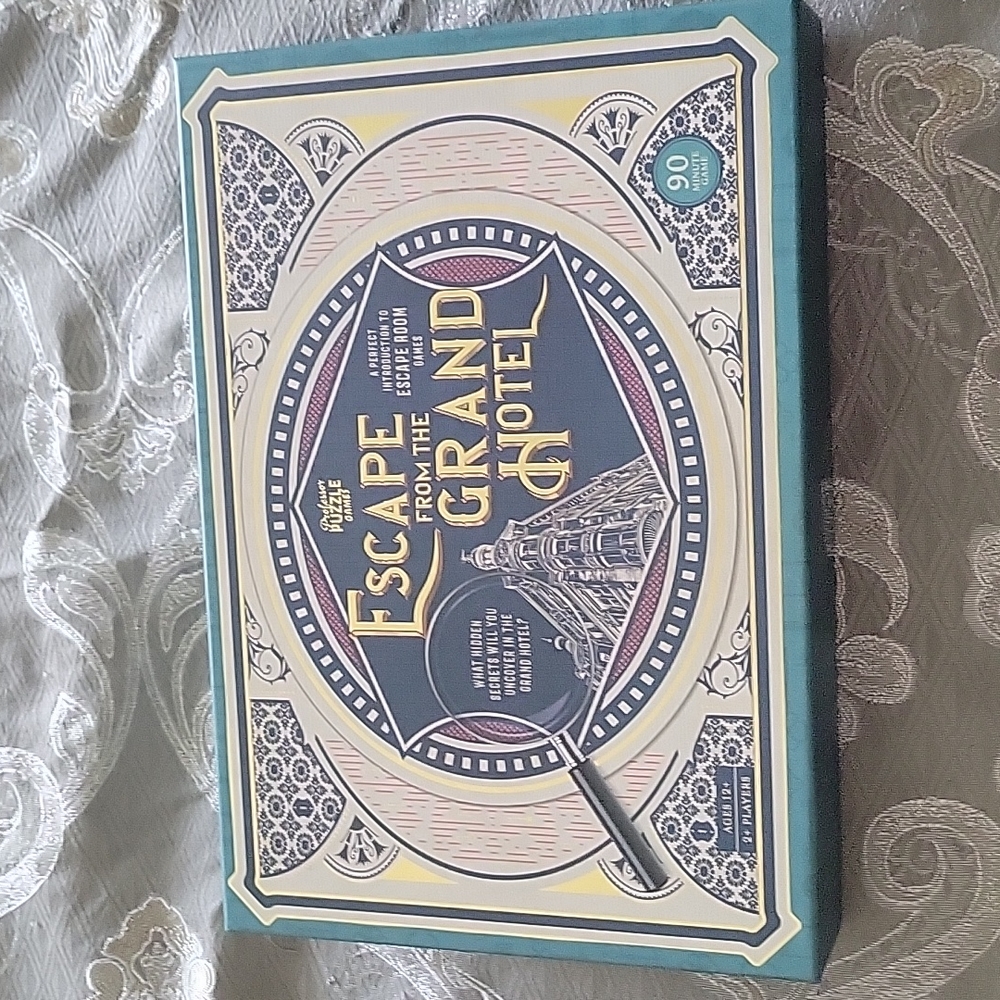 Professor
PUZZLE
GAMES
A PERFECT
INTRODUCTION TO
ESCAPE ROOM
GAMES
ESCAPE
FROM THE
GRAND
HOTEL
WHAT HIDDEN
SECRETS WILL YOU
UNCOVER IN THE
GRAND HOTEL?
AGES 12+
2+ PLAYERS
90
MINUTE
GAME